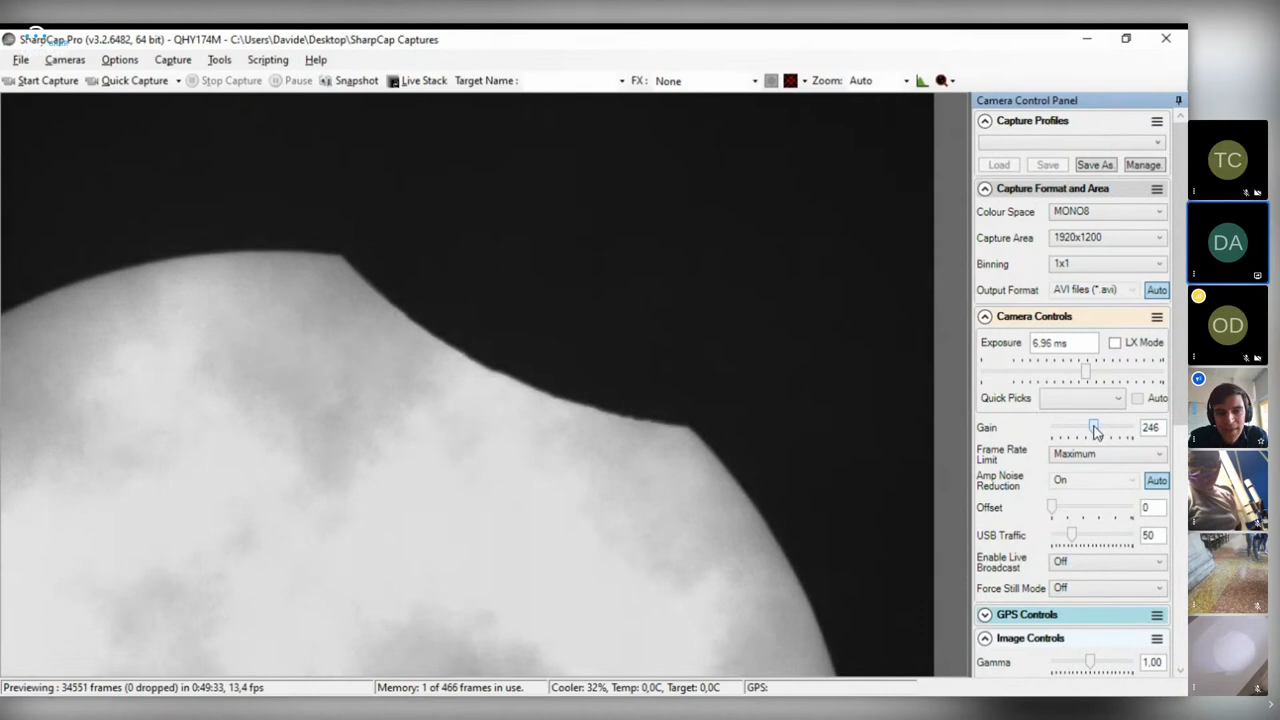 SharpCap Pro (v3.2.6482, 64 bit) - QHY174M - C:\Users\Davide\Desktop\SharpCap Captures
File Cameras Options Capture Tools Scripting Help
Start Capture Quick Capture Stop Capture Pause Snapshot Live Stack Target Name : FX: None Zoom: Auto
Camera Control Panel
Capture Profiles
Load Save Save As. Manage.
Capture Format and Area
Colour Space MONO8
Capture Area 1920x1200
Binning 1x1
Output Format AVI files (*.avi) Auto
Camera Controls
Exposure 6.96 ms LX Mode
Quick Picks Auto
Gain 246
Frame Rate
Limit Maximum
Amp Noise
Reduction On Auto
Offset 0
USB Traffic 50
Enable Live
Broadcast Off
Force Still Mode Off
GPS Controls
Image Controls
Gamma 1,00
Previewing : 34551 frames (0 dropped) in 0:49:33, 13,4 fps Memory: 1 of 466 frames in use. Cooler: 32%, Temp: 0,0C, Target: 0,0C GPS:
TC
DA
OD